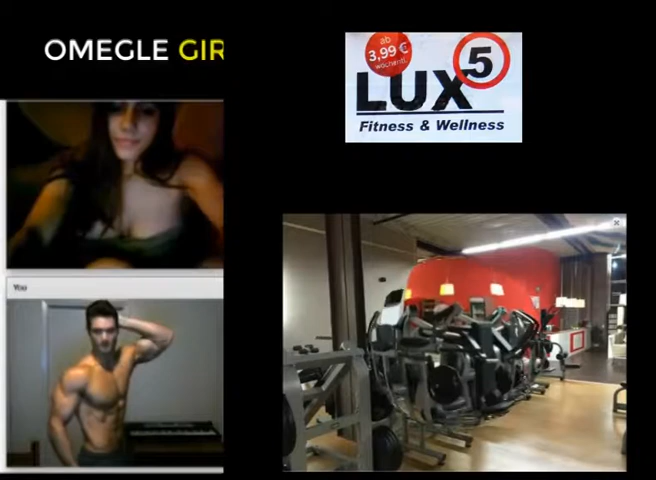 OMEGLE GIR
You
ab
3,99 €
wöchentl.
LUX 5
Fitness & Wellness